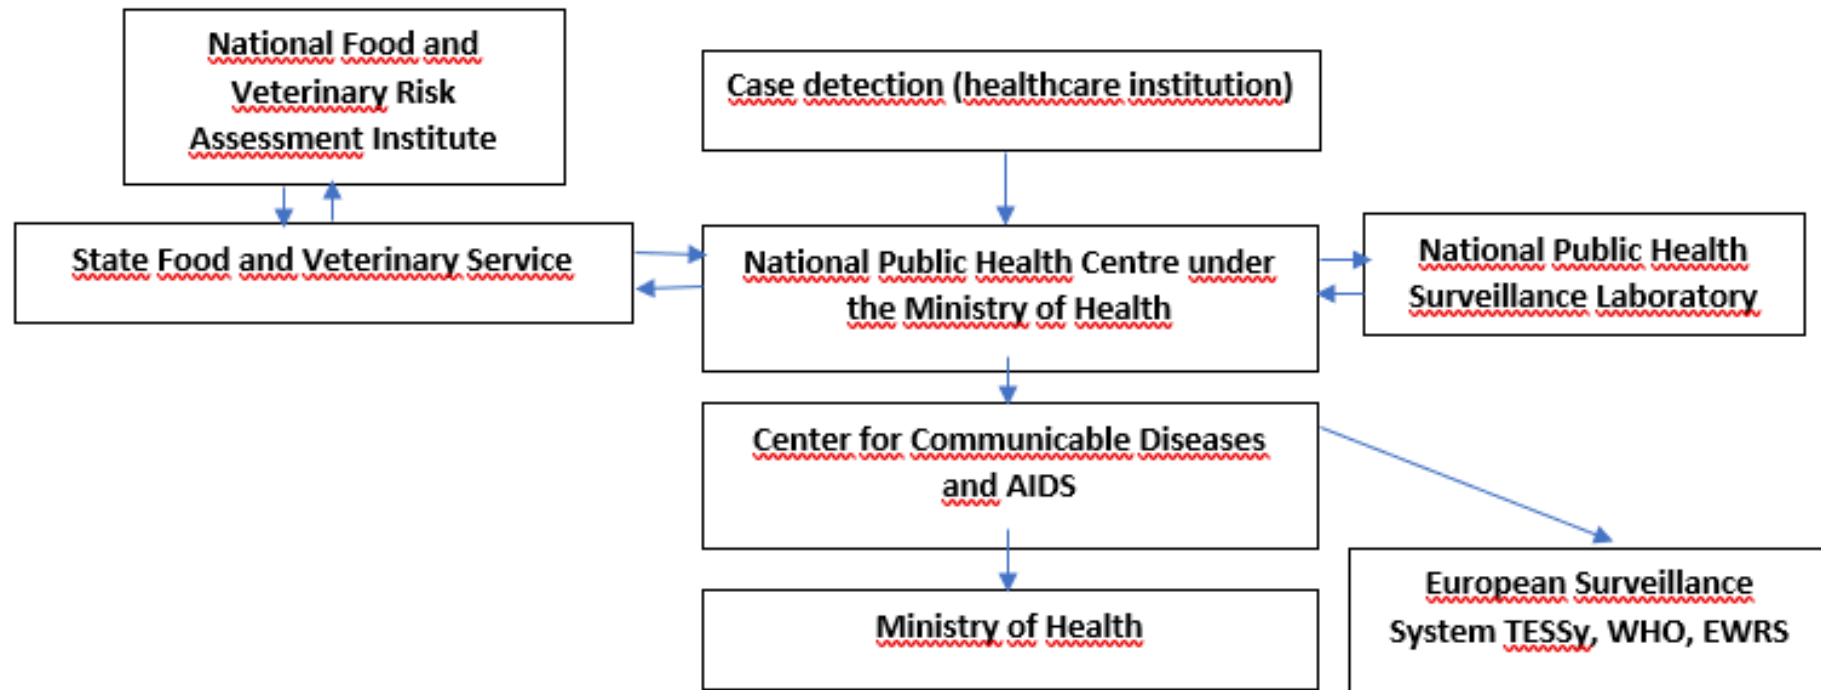 National Food and
Veterinary Risk
Assessment Institute
Case detection (healthcare institution)
State Food and Veterinary Service
National Public Health Centre under
the Ministry of Health
National Public Health
Surveillance Laboratory
Center for Communicable Diseases
and AIDS
Ministry of Health
European Surveillance
System TESSy, WHO, EWRS